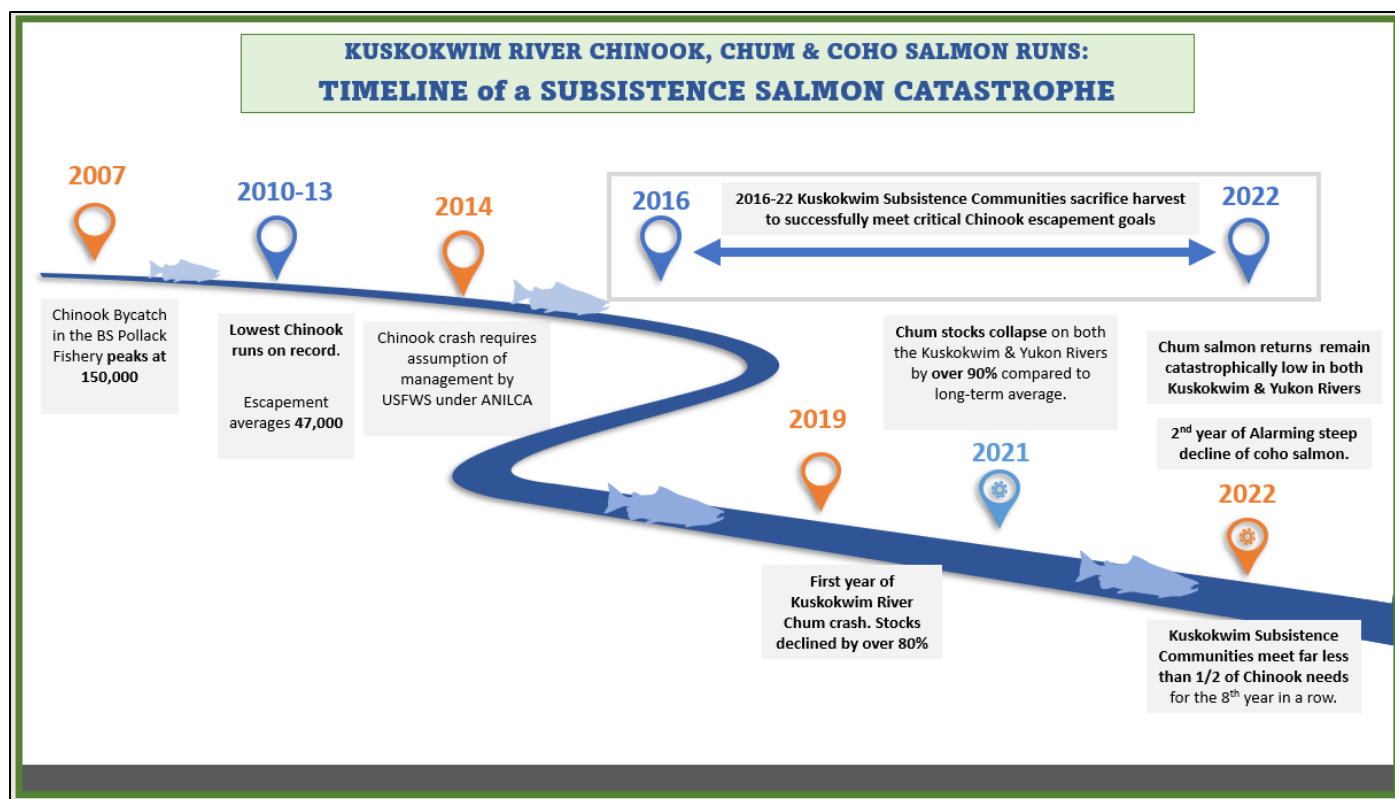 KUSKOKWIM RIVER CHINOOK, CHUM & COHO SALMON RUNS:
TIMELINE of a SUBSISTENCE SALMON CATASTROPHE
2007
Chinook Bycatch
in the BS Pollack
Fishery peaks at
150,000
2010-13
Lowest Chinook
runs on record.
Escapement
averages 47,000
2014
Chinook crash requires
assumption of
management by
USFWS under ANILCA
2016
2016-22 Kuskokwim Subsistence Communities sacrifice harvest
to successfully meet critical Chinook escapement goals
2022
2019
First year of
Kuskokwim River
Chum crash. Stocks
declined by over 80%
Chum stocks collapse on both
the Kuskokwim & Yukon Rivers
by over 90% compared to
long-term average.
2021
Chum salmon returns remain
catastrophically low in both
Kuskokwim & Yukon Rivers
2nd year of Alarming steep
decline of coho salmon.
2022
Kuskokwim Subsistence
Communities meet far less
than 1/2 of Chinook needs
for the 8th year in a row.